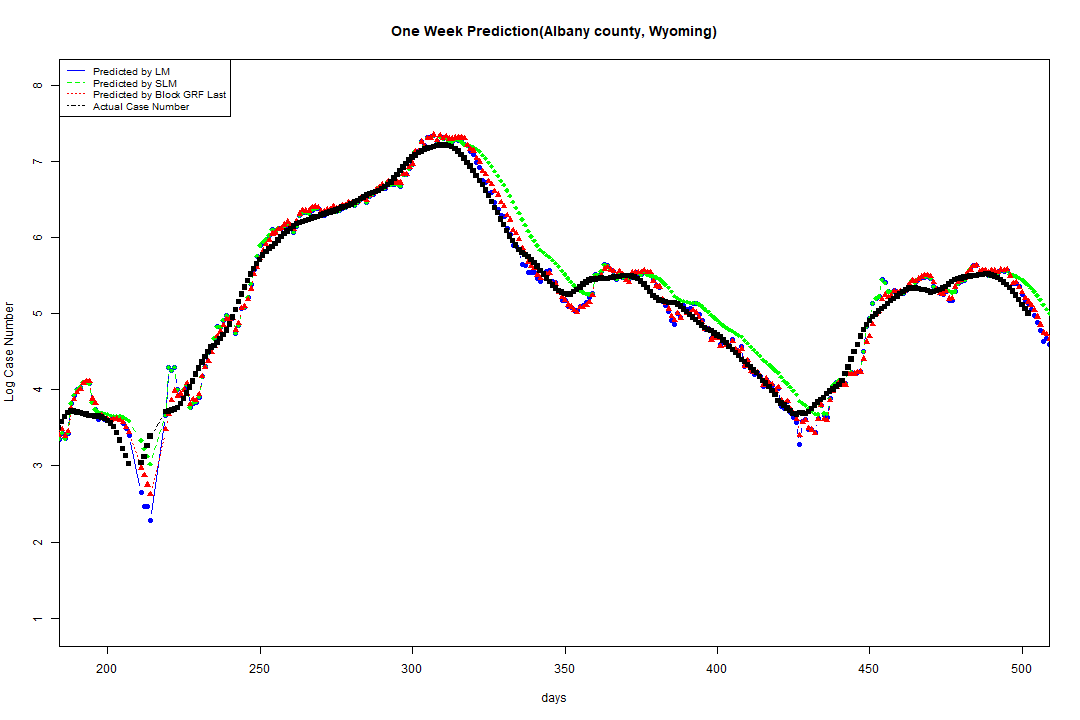 One Week Prediction(Albany county, Wyoming)
Predicted by LM
Predicted by SLM
Predicted by Block GRF Last
Actual Case Number
8
7
6
5
4
3
2
1
Log Case Number
200 250 300 350 400 450 500
days